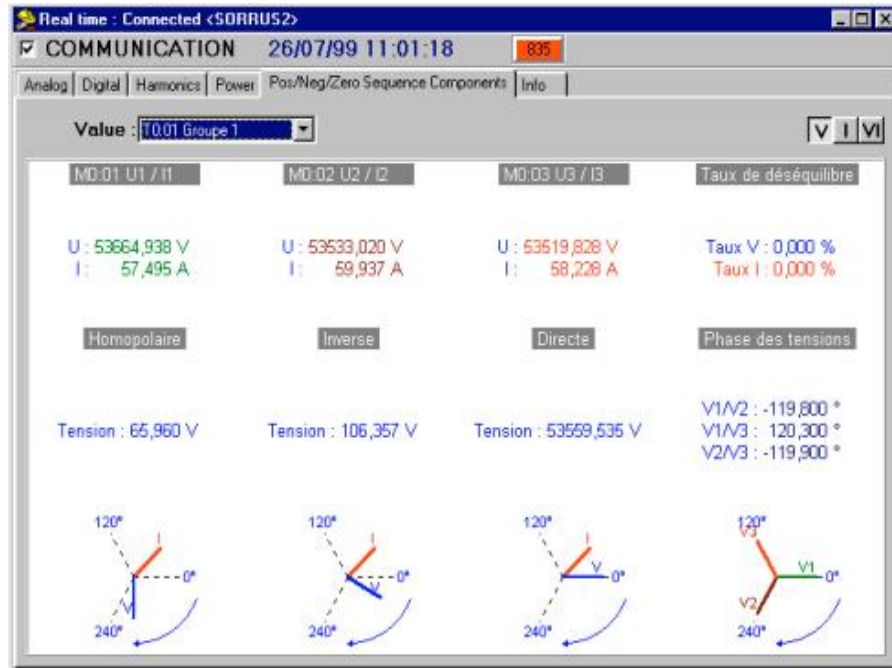 Real time : Connected <SORRUS2>
COMMUNICATION 26/07/99 11:01:18 835
Analog Digital Harmonics Power Pos/Neg/Zero Sequence Components Info
Value : T0:01 Groupe 1 V I VI
M0:01 U1 / I1 M0:02 U2 / I2 M0:03 U3 / I3 Taux de déséquilibre
U : 53664,938 V U : 53533,020 V U : 53519,828 V Taux V : 0,000 %
I : 57,495 A I : 59,937 A I : 58,228 A Taux I : 0,000 %
Homopolaire Inverse Directe Phase des tensions
V1/V2 : -119,800 °
Tension : 65,960 V Tension : 106,357 V Tension : 53559,535 V V1/V3 : 120,300 °
V2/V3 : -119,900 °
120° 120° 120° 120°
I I I V3
V 0° V 0° V 0° V1 0°
V2
240° 240° 240° 240°